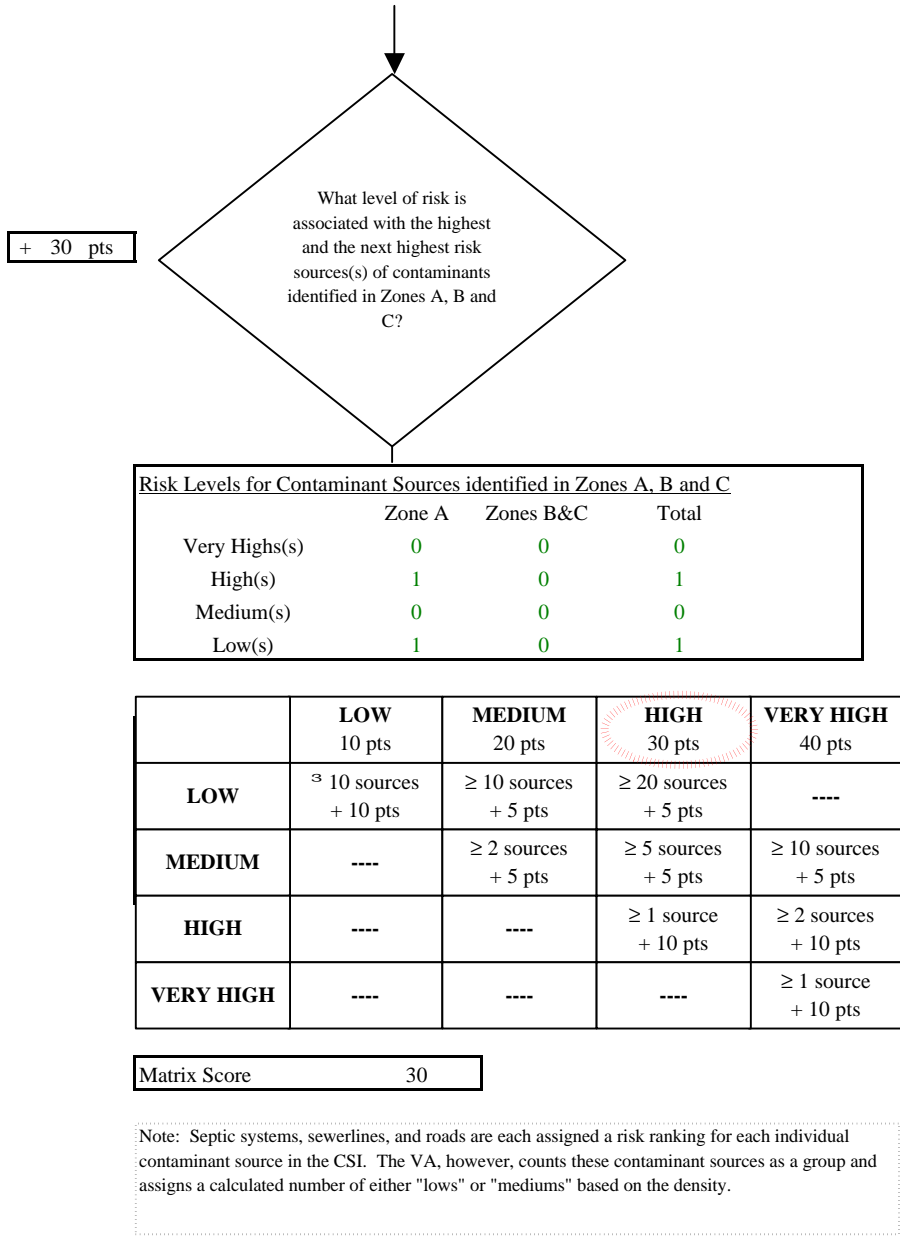 What level of risk is
associated with the highest
and the next highest risk
sources(s) of contaminants
identified in Zones A, B and
C?
+ 30 pts
Risk Levels for Contaminant Sources identified in Zones A, B and C
Zone A Zones B&C Total
Very Highs(s) 0 0 0
High(s) 1 0 1
Medium(s) 0 0 0
Low(s) 1 0 1
LOW MEDIUM HIGH VERY HIGH
10 pts 20 pts 30 pts 40 pts
LOW ³ 10 sources ≥ 10 sources ≥ 20 sources ----
+ 10 pts + 5 pts + 5 pts
MEDIUM ---- ≥ 2 sources ≥ 5 sources ≥ 10 sources
+ 5 pts + 5 pts + 5 pts
HIGH ---- ---- ≥ 1 source ≥ 2 sources
+ 10 pts + 10 pts
VERY HIGH ---- ---- ---- ≥ 1 source
+ 10 pts
Matrix Score 30
Note: Septic systems, sewerlines, and roads are each assigned a risk ranking for each individual
contaminant source in the CSI. The VA, however, counts these contaminant sources as a group and
assigns a calculated number of either "lows" or "mediums" based on the density.